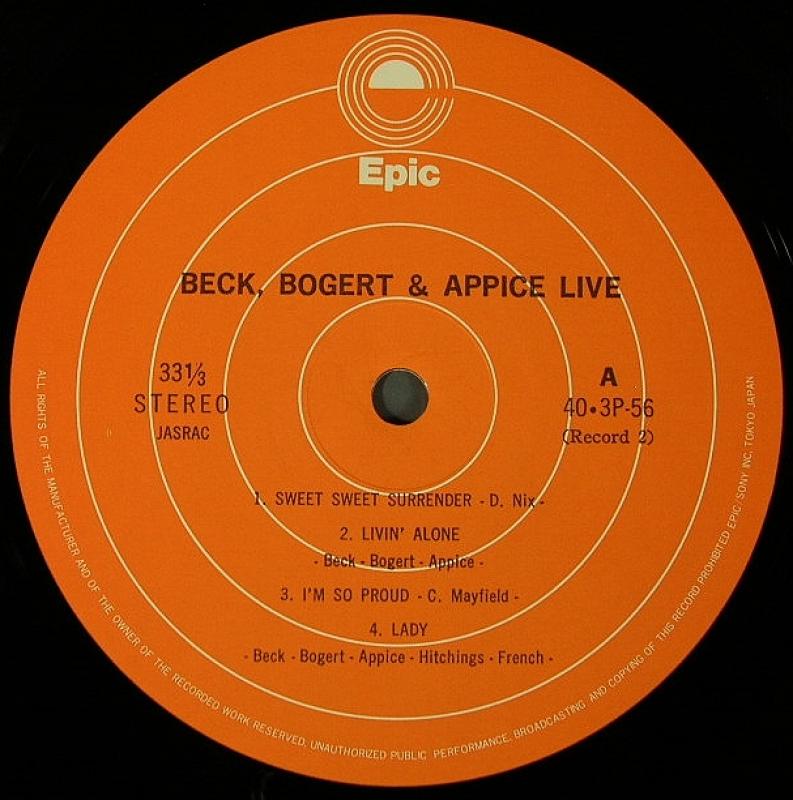 Epic
BECK, BOGERT & APPICE LIVE
33⅓
STEREO
JASRAC
A
40•3P-56
(Record 2)
1. SWEET SWEET SURRENDER - D. Nix -
2. LIVIN' ALONE
- Beck - Bogert - Appice -
3. I'M SO PROUD - C. Mayfield -
4. LADY
- Beck - Bogert - Appice - Hitchings - French -
ALL RIGHTS OF THE MANUFACTURER AND OF THE OWNER OF THE RECORDED WORK RESERVED. UNAUTHORIZED PUBLIC PERFORMANCE, BROADCASTING AND COPYING OF THIS RECORD PROHIBITED EPIC/SONY INC. TOKYO JAPAN